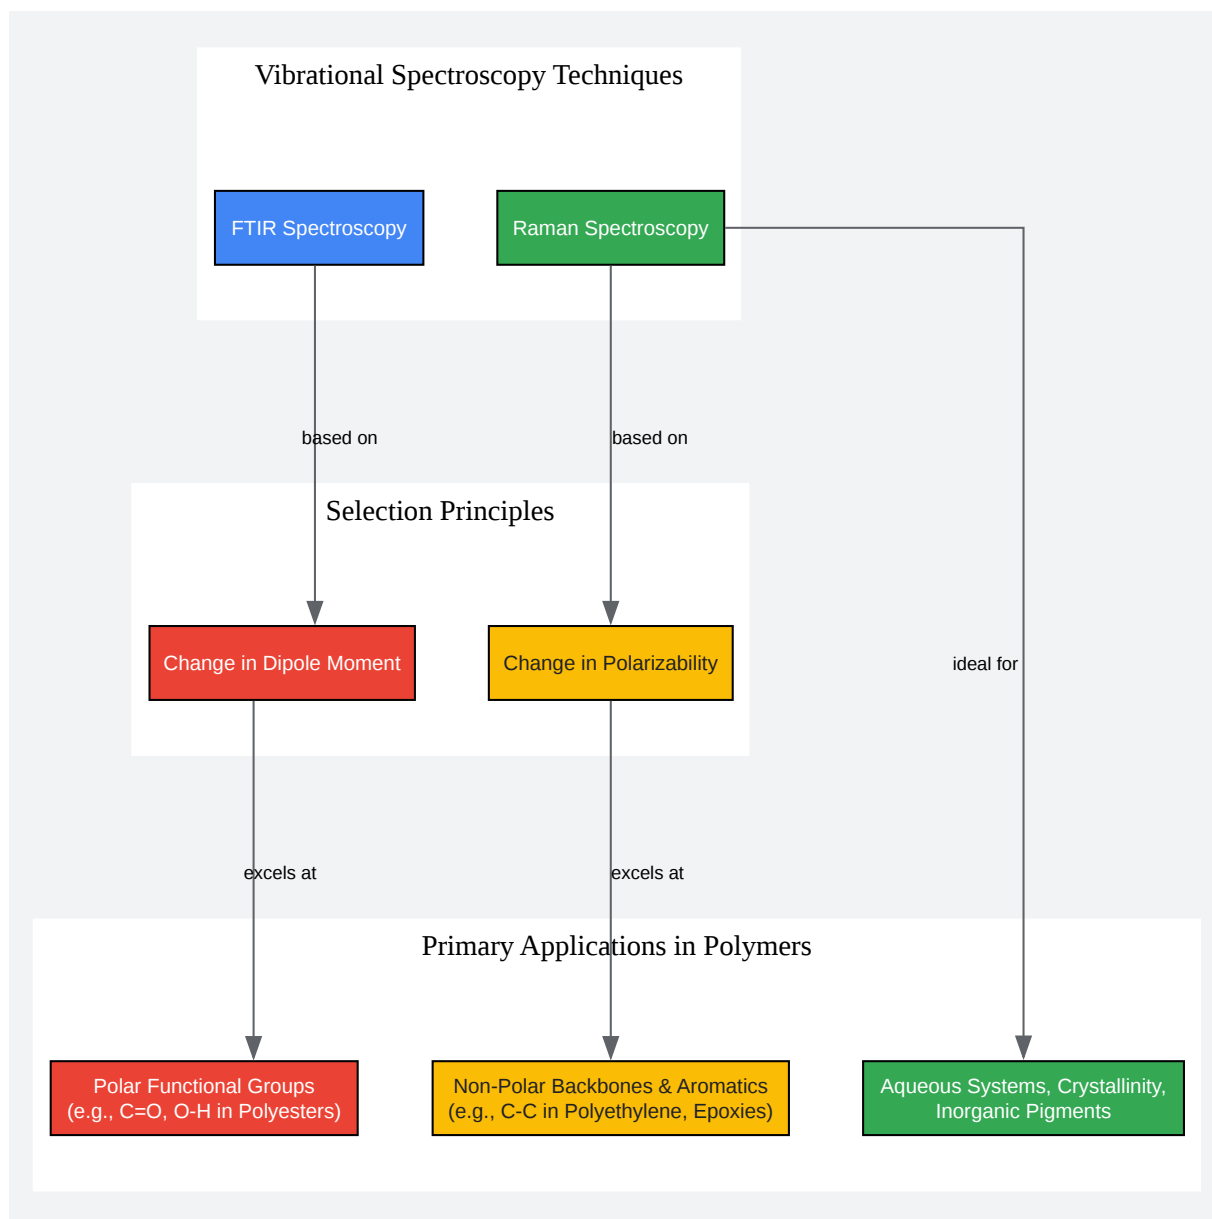 Vibrational Spectroscopy Techniques
FTIR Spectroscopy
Raman Spectroscopy
based on
based on
Selection Principles
Change in Dipole Moment
Change in Polarizability
ideal for
excels at
excels at
Primary Applications in Polymers
Polar Functional Groups
(e.g., C=O, O-H in Polyesters)
Non-Polar Backbones & Aromatics
(e.g., C-C in Polyethylene, Epoxies)
Aqueous Systems, Crystallinity,
Inorganic Pigments